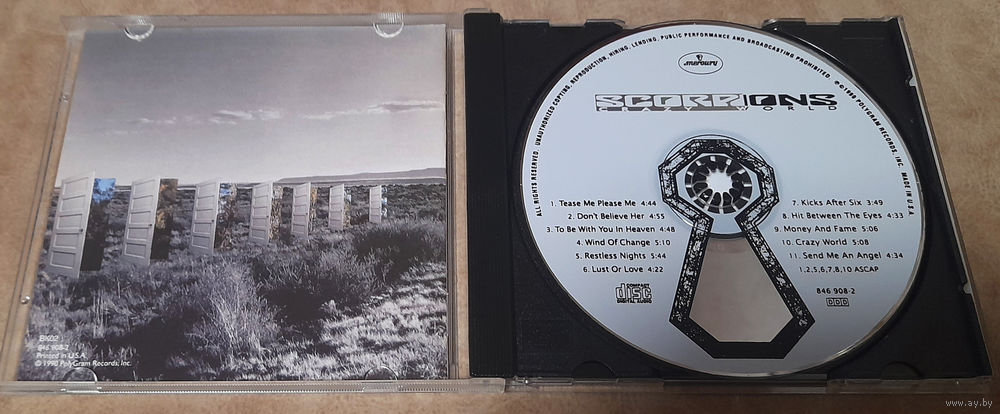 BK02
846 908-2
Printed in U.S.A.
© 1990 PolyGram Records, Inc.
ALL RIGHTS RESERVED. UNAUTHORIZED COPYING, REPRODUCTION, HIRING, LENDING, PUBLIC PERFORMANCE AND BROADCASTING PROHIBITED. ℗©1990 POLYGRAM RECORDS, INC. MADE IN U.S.A.
mercury
SCORPIONS
CRAZY WORLD
1. Tease Me Please Me 4:44
2. Don't Believe Her 4:55
3. To Be With You In Heaven 4:48
4. Wind Of Change 5:10
5. Restless Nights 5:44
6. Lust Or Love 4:22
7. Kicks After Six 3:49
8. Hit Between The Eyes 4:33
9. Money And Fame 5:06
10. Crazy World 5:08
11. Send Me An Angel 4:34
1,2,5,6,7,8,10 ASCAP
COMPACT
disc
DIGITAL AUDIO
846 908-2
DDD
www.ay.by